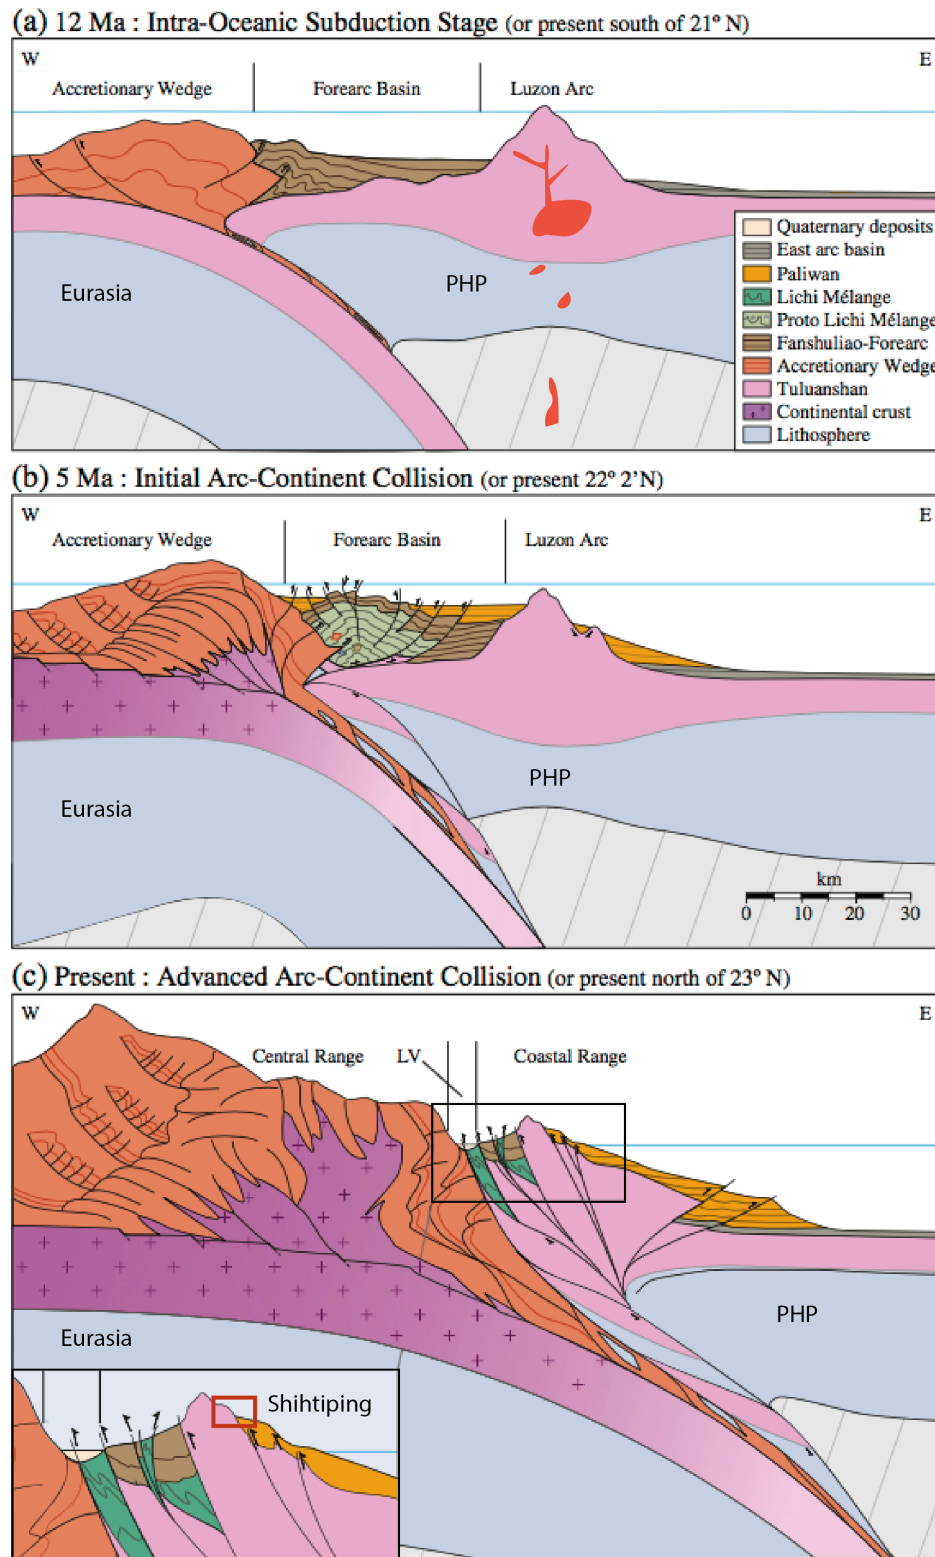 (a) 12 Ma : Intra-Oceanic Subduction Stage (or present south of 21° N)
W E
Accretionary Wedge Forearc Basin Luzon Arc
Quaternary deposits
East arc basin
Paliwan
Lichi Mélange
Proto Lichi Mélange
Fanshuliao-Forearc
Accretionary Wedge
Tuluanshan
Continental crust
Lithosphere
Eurasia
PHP
(b) 5 Ma : Initial Arc-Continent Collision (or present 22° 2’N)
W E
Accretionary Wedge Forearc Basin Luzon Arc
PHP
Eurasia
km
0 10 20 30
(c) Present : Advanced Arc-Continent Collision (or present north of 23° N)
W E
Central Range LV Coastal Range
PHP
Eurasia
Shihtiping